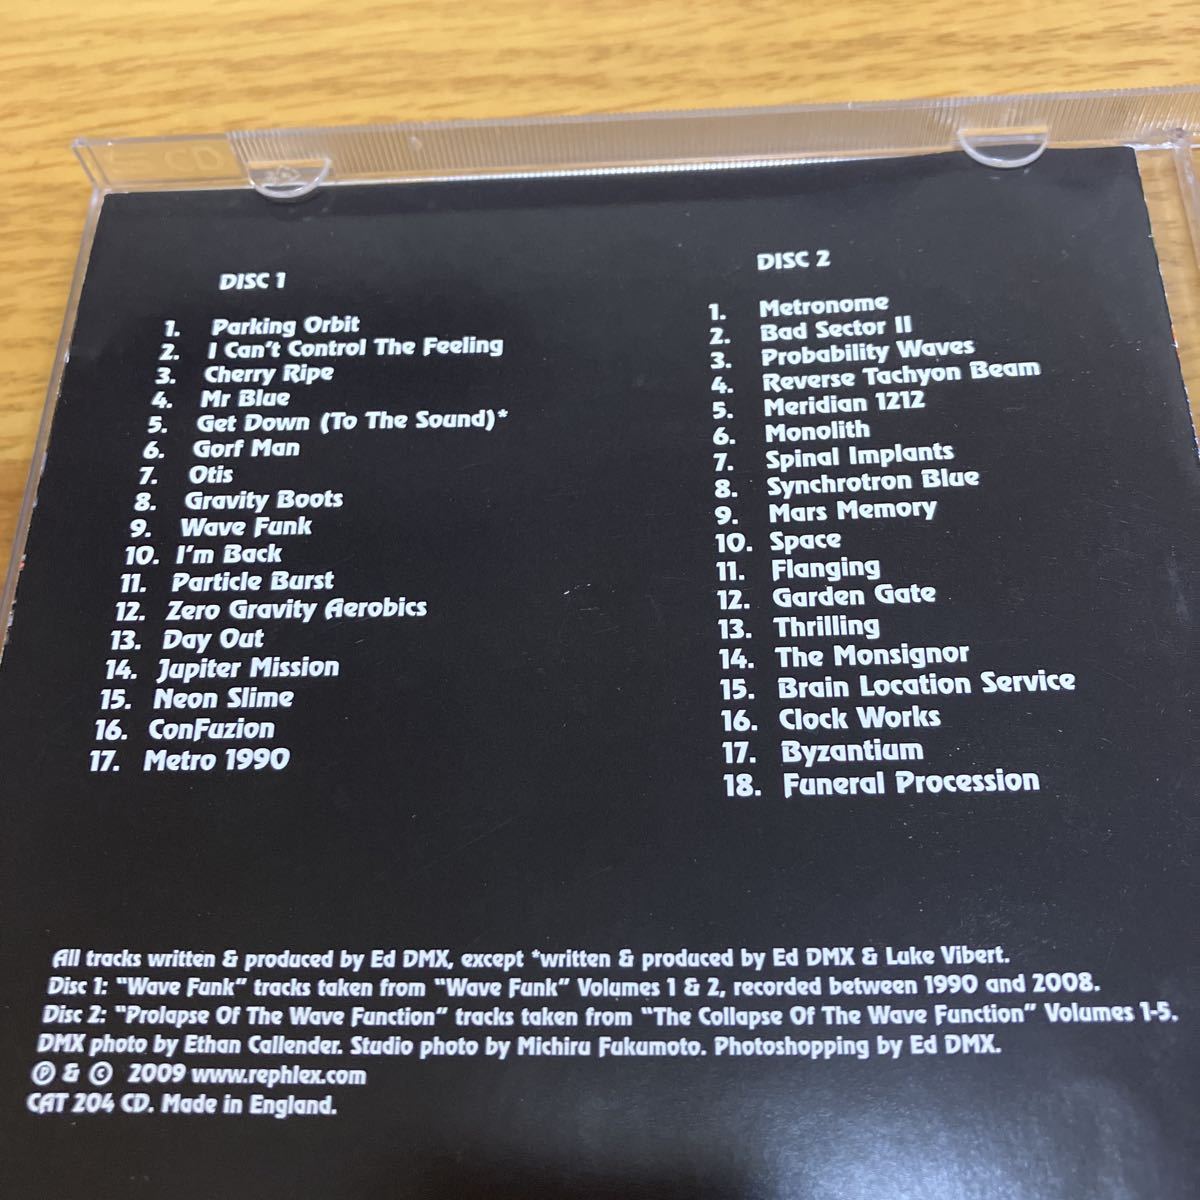 DISC 1
1. Parking Orbit
2. I Can't Control The Feeling
3. Cherry Ripe
4. Mr Blue
5. Get Down (To The Sound)*
6. Gorf Man
7. Otis
8. Gravity Boots
9. Wave Funk
10. I'm Back
11. Particle Burst
12. Zero Gravity Aerobics
13. Day Out
14. Jupiter Mission
15. Neon Slime
16. ConFuzion
17. Metro 1990
DISC 2
1. Metronome
2. Bad Sector II
3. Probability Waves
4. Reverse Tachyon Beam
5. Meridian 1212
6. Monolith
7. Spinal Implants
8. Synchrotron Blue
9. Mars Memory
10. Space
11. Flanging
12. Garden Gate
13. Thrilling
14. The Monsignor
15. Brain Location Service
16. Clock Works
17. Byzantium
18. Funeral Procession
All tracks written & produced by Ed DMX, except *written & produced by Ed DMX & Luke Vibert.
Disc 1: "Wave Funk" tracks taken from "Wave Funk" Volumes 1 & 2, recorded between 1990 and 2008.
Disc 2: "Prolapse Of The Wave Function" tracks taken from "The Collapse Of The Wave Function" Volumes 1-5.
DMX photo by Ethan Callender. Studio photo by Michiru Fukumoto. Photoshopping by Ed DMX.
℗ & © 2009 www.rephlex.com
CAT 204 CD. Made in England.